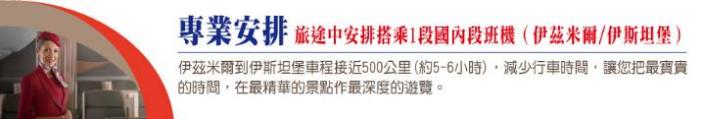 專業安排 旅途中安排搭乘1段國內段班機（伊茲米爾/伊斯坦堡）
伊茲米爾到伊斯坦堡車程接近500公里(約5-6小時)，減少行車時間，讓您把最寶貴
的時間，在最精華的景點作最深度的遊覽。